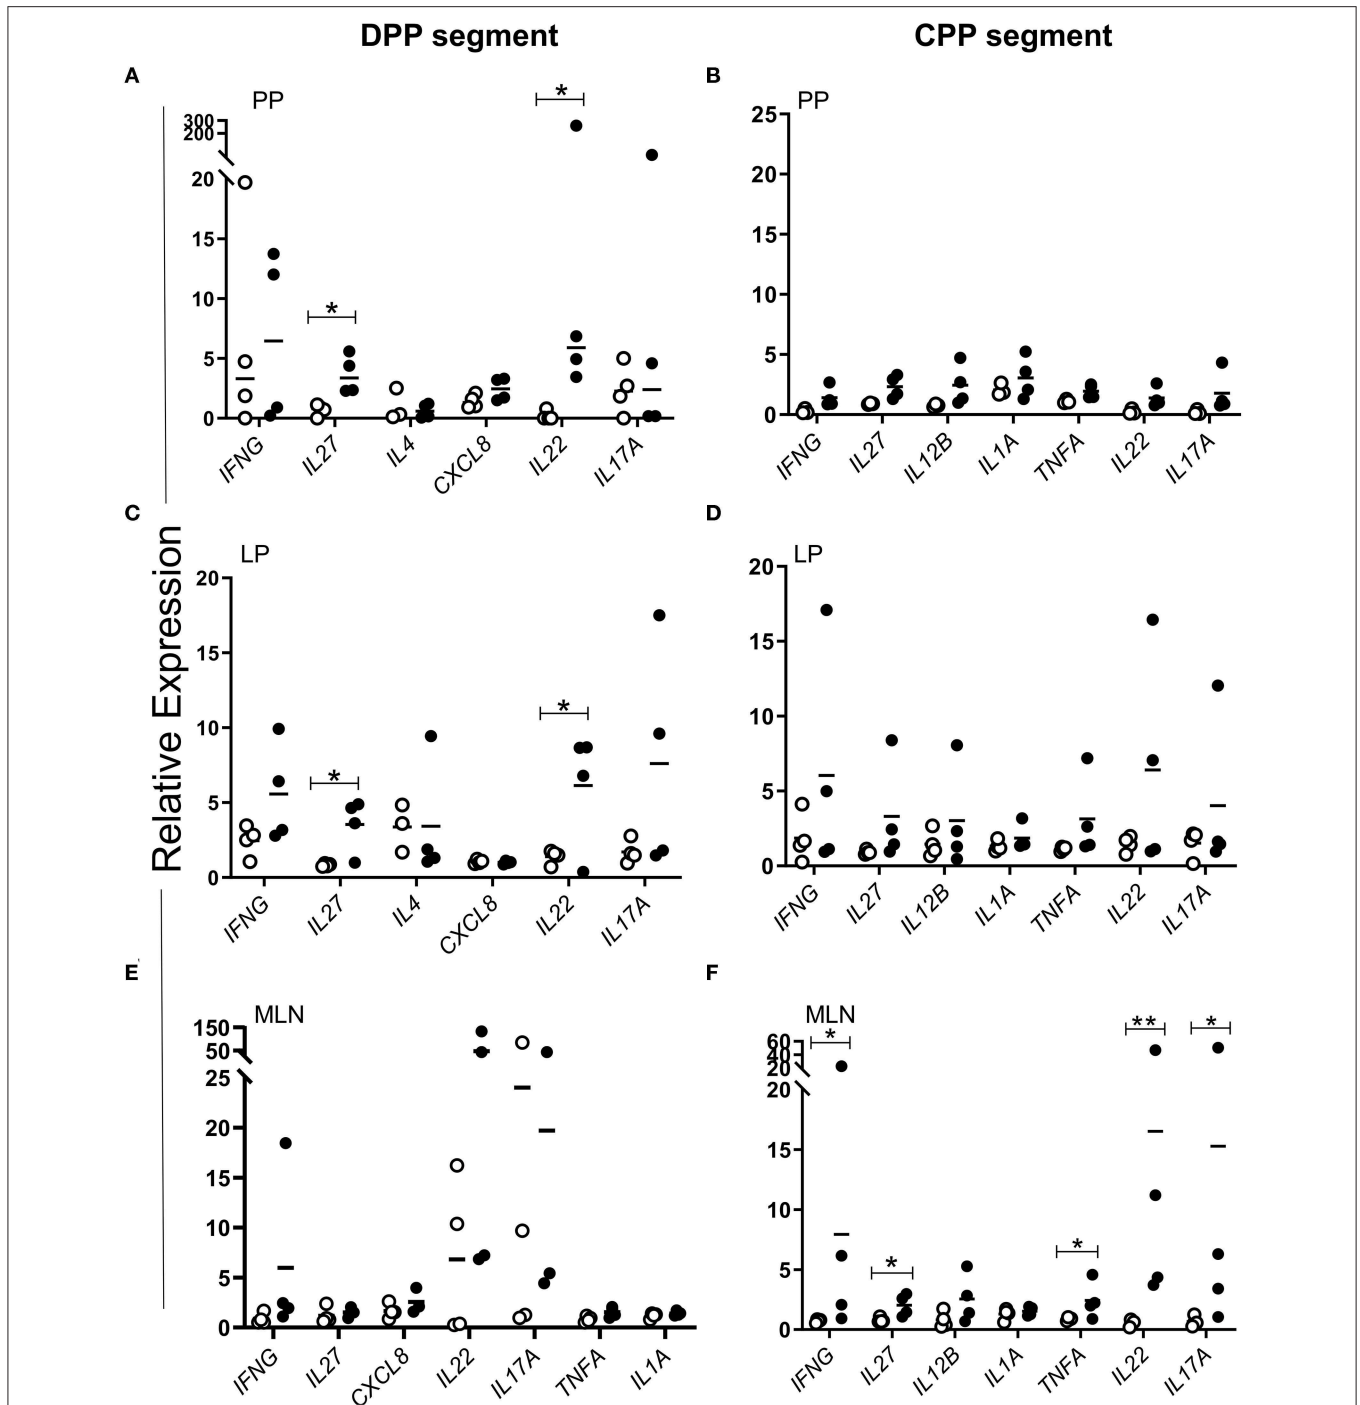 DPP segment
CPP segment
A
PP
*
300
200
20
15
10
5
0
*
IFNG
IL27
IL4
CXCL8
IL22
IL17A
B
PP
25
20
15
10
5
0
IFNG
IL27
IL12B
IL1A
TNFA
IL22
IL17A
Relative Expression
C
LP
20
15
10
5
0
*
*
IFNG
IL27
IL4
CXCL8
IL22
IL17A
D
LP
20
15
10
5
0
IFNG
IL27
IL12B
IL1A
TNFA
IL22
IL17A
E
MLN
150
50
25
20
15
10
5
0
IFNG
IL27
CXCL8
IL22
IL17A
TNFA
IL1A
F
MLN
*
**
*
60
40
20
20
15
10
5
0
*
*
IFNG
IL27
IL12B
IL1A
TNFA
IL22
IL17A